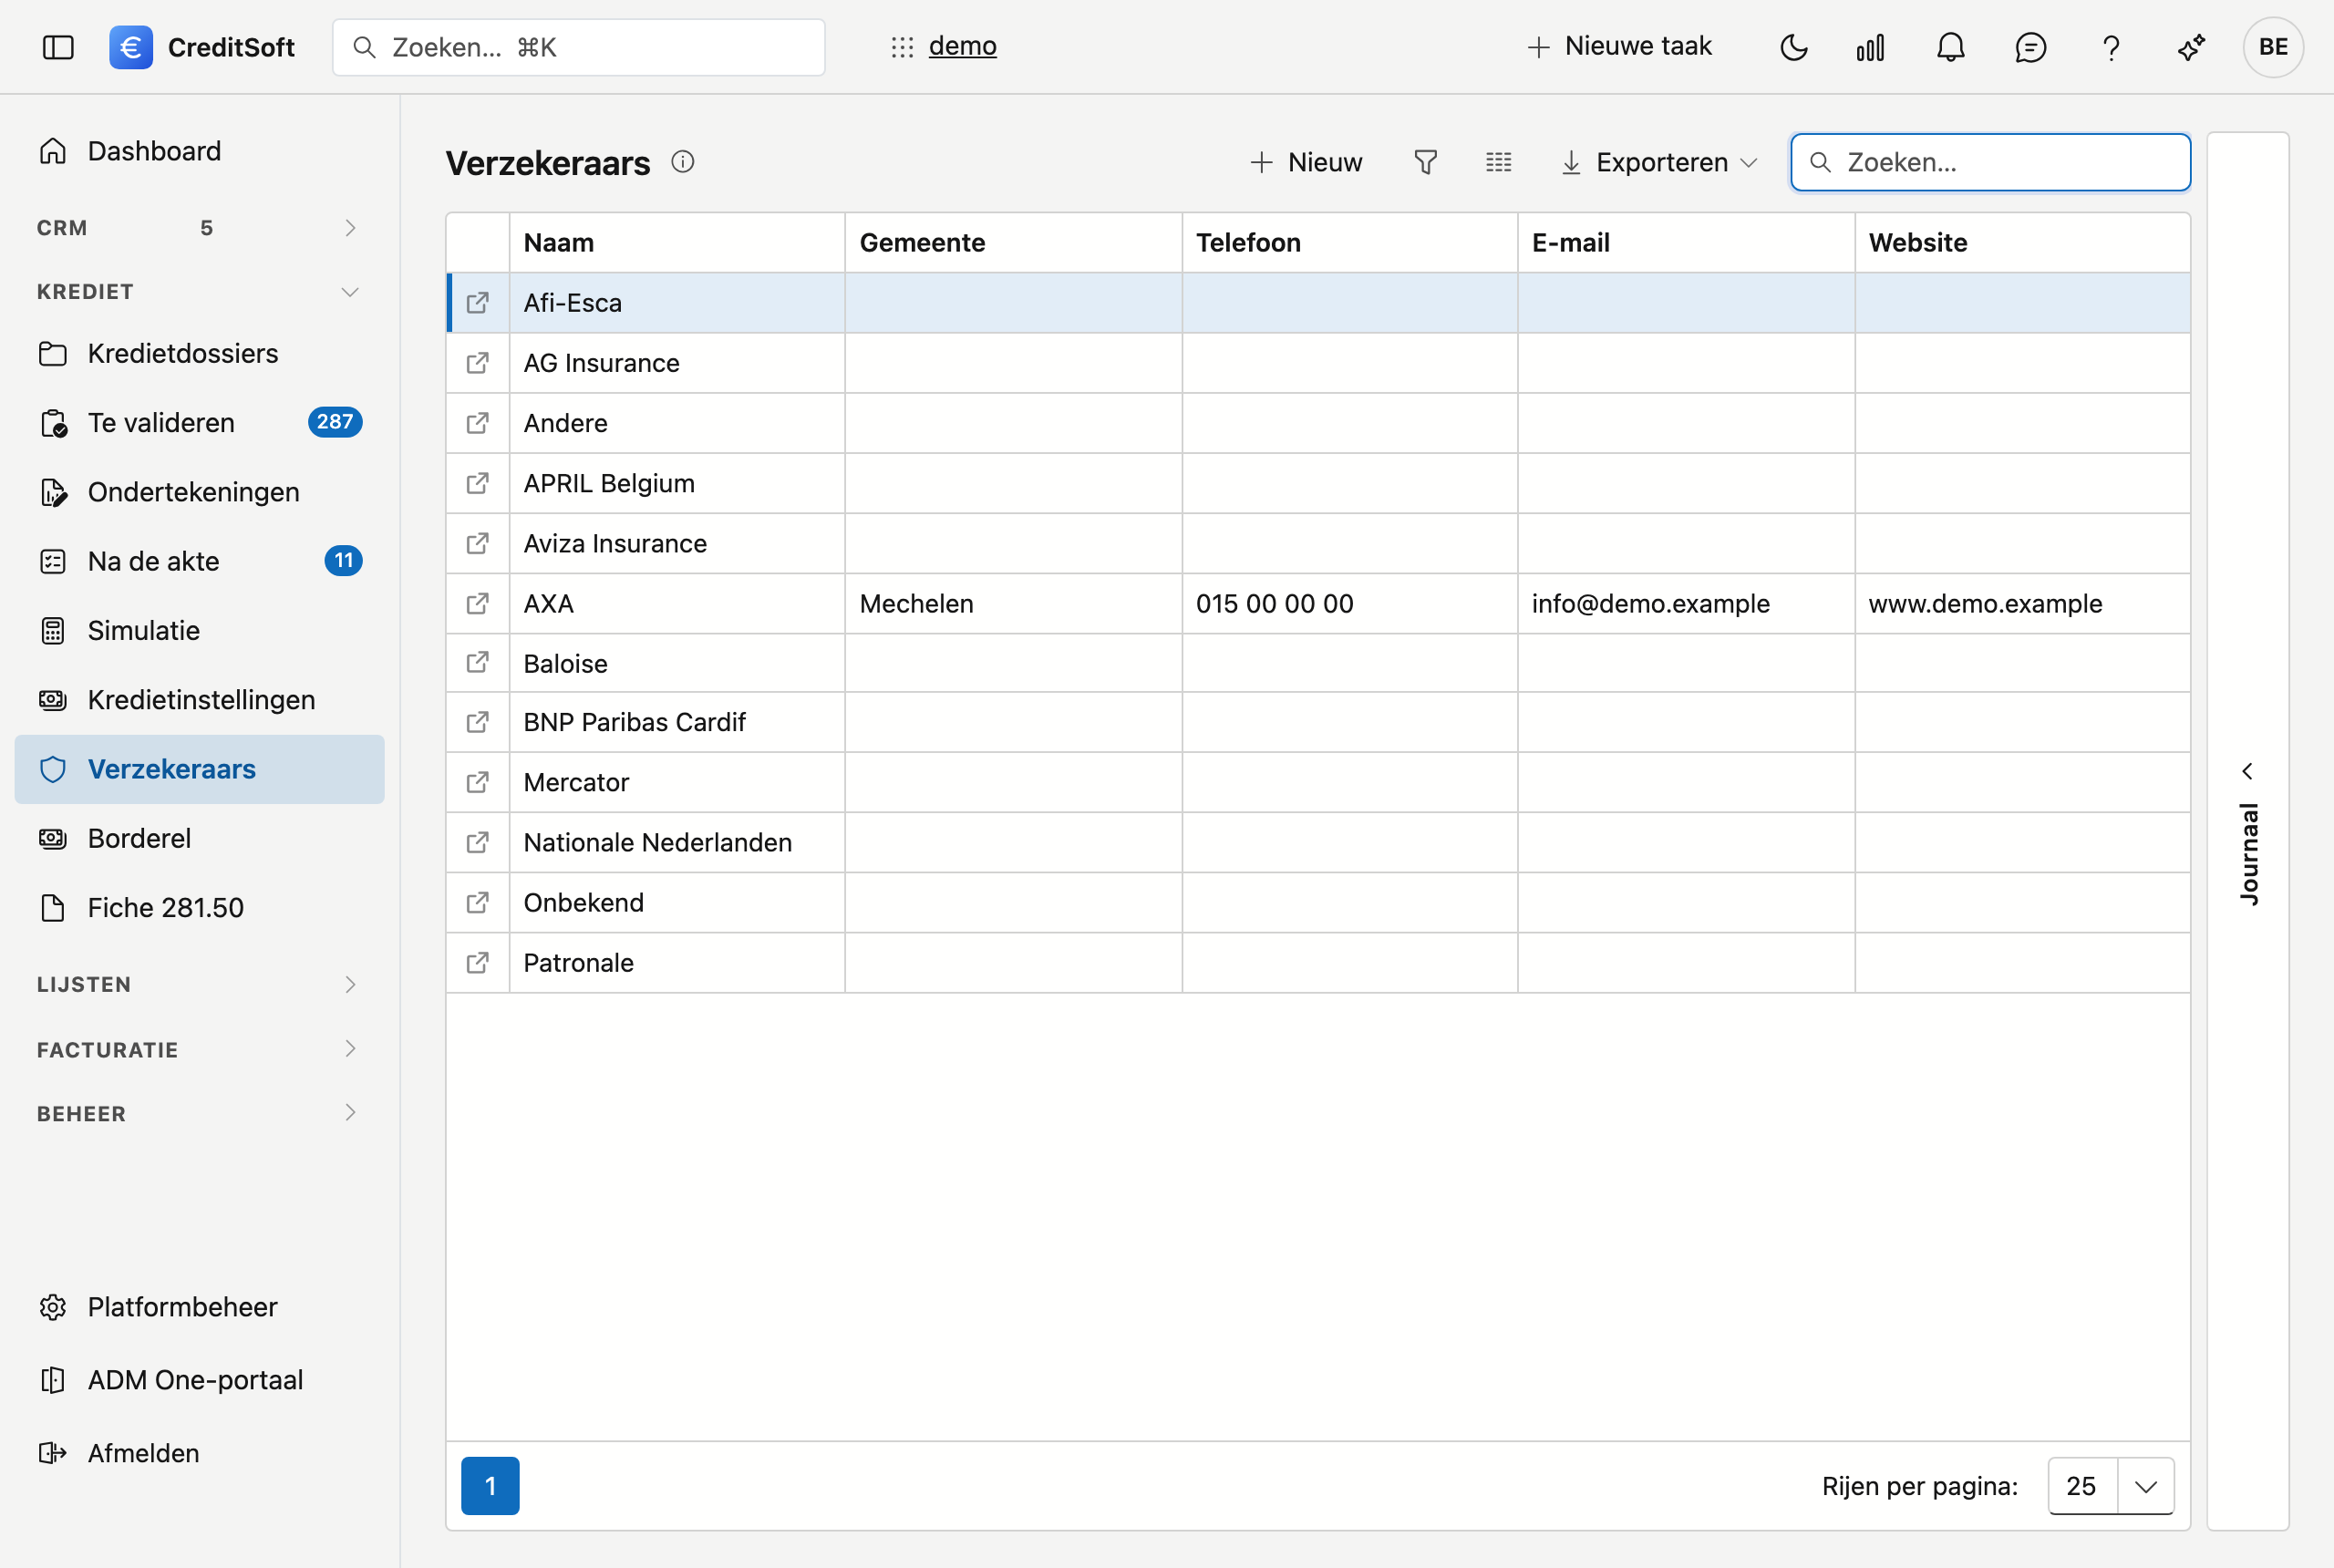 CreditSoft
Zoeken... ⌘K
demo
Nieuwe taak
BE
Dashboard
CRM 5
KREDIET
Kredietdossiers
Te valideren 287
Ondertekeningen
Na de akte 11
Simulatie
Kredietinstellingen
Verzekeraars
Borderel
Fiche 281.50
LIJSTEN
FACTURATIE
BEHEER
Platformbeheer
ADM One-portaal
Afmelden
Verzekeraars
Nieuw
Exporteren
Zoeken...
Naam Gemeente Telefoon E-mail Website
Afi-Esca
AG Insurance
Andere
APRIL Belgium
Aviza Insurance
AXA Mechelen 015 00 00 00 info@demo.example www.demo.example
Baloise
BNP Paribas Cardif
Mercator
Nationale Nederlanden
Onbekend
Patronale
1
Rijen per pagina: 25
Journaal